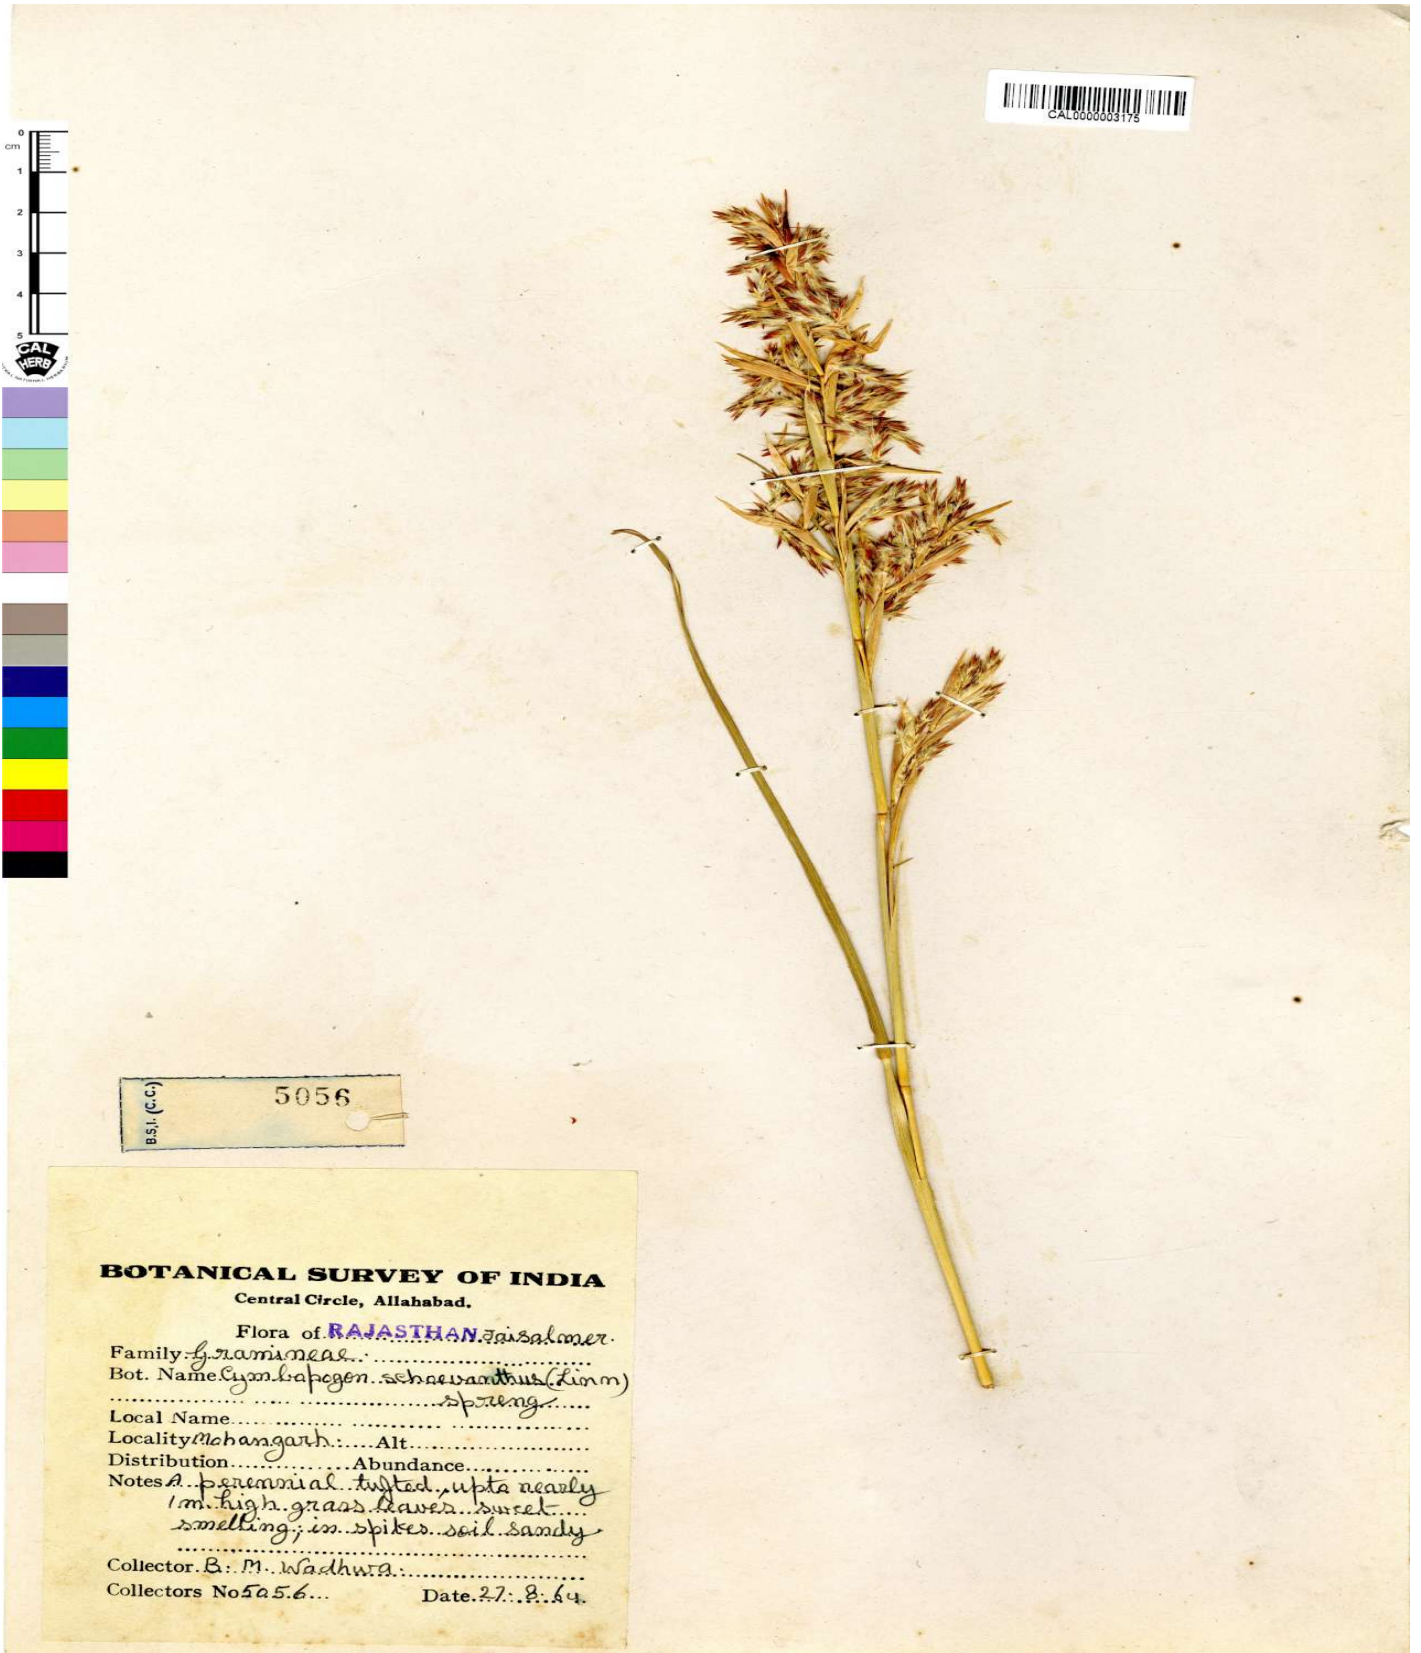 CAL0000003175
0
cm
1
2
3
4
5
CAL
HERB
B.S.I. (C.C.)
5056
BOTANICAL SURVEY OF INDIA
Central Circle, Allahabad.
Flora of RAJASTHAN Jaisalmer.
Family Gramineae
Bot. Name Cymbopogon schoevanthus (Linn)
spreng
Local Name
Locality Mohangarh Alt
Distribution Abundance
Notes A perennial tufted, upto nearly
1m high grass leaves sweet
smelling; in spikes soil sandy.
Collector B. M. Wadhwa
Collectors No 5056 Date 27.8.64.